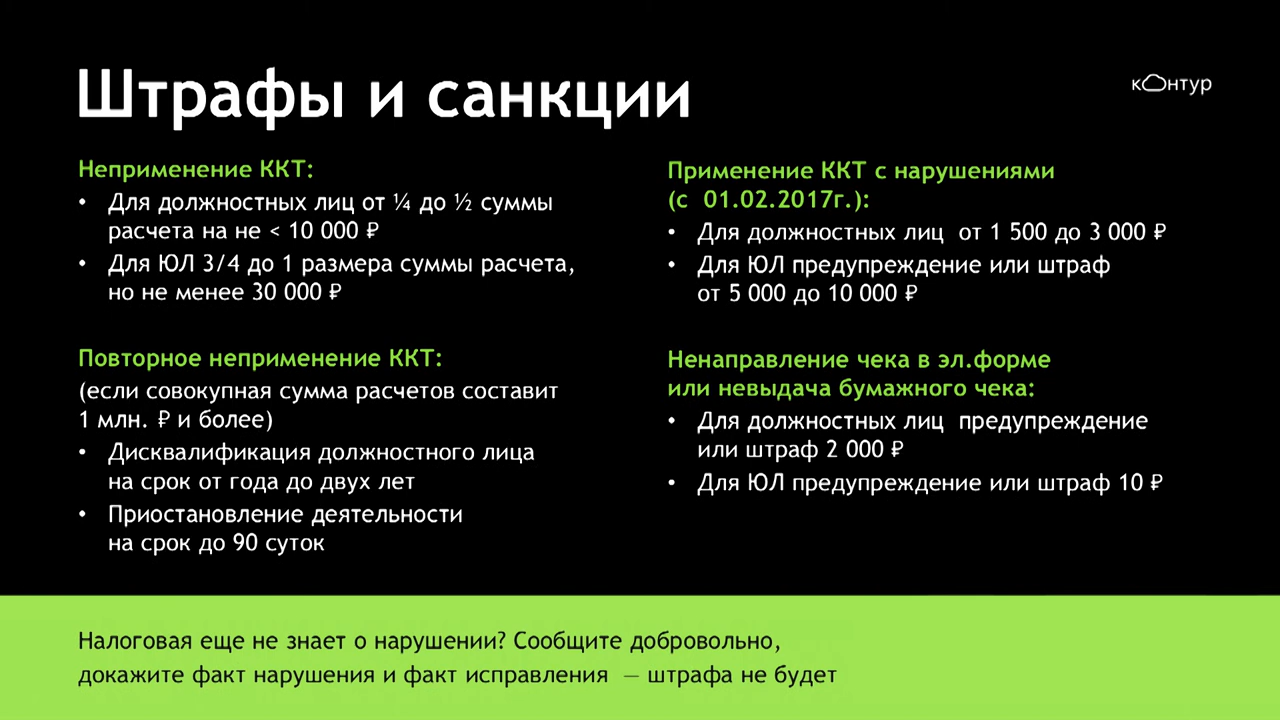 Штрафы и санкции
контур
Неприменение ККТ:
• Для должностных лиц от ¼ до ½ суммы
расчета на не < 10 000 ₽
• Для ЮЛ 3/4 до 1 размера суммы расчета,
но не менее 30 000 ₽
Повторное неприменение ККТ:
(если совокупная сумма расчетов составит
1 млн. ₽ и более)
• Дисквалификация должностного лица
на срок от года до двух лет
• Приостановление деятельности
на срок до 90 суток
Применение ККТ с нарушениями
(с 01.02.2017г.):
• Для должностных лиц от 1 500 до 3 000 ₽
• Для ЮЛ предупреждение или штраф
от 5 000 до 10 000 ₽
Ненаправление чека в эл.форме
или невыдача бумажного чека:
• Для должностных лиц предупреждение
или штраф 2 000 ₽
• Для ЮЛ предупреждение или штраф 10 ₽
Налоговая еще не знает о нарушении? Сообщите добровольно,
докажите факт нарушения и факт исправления — штрафа не будет